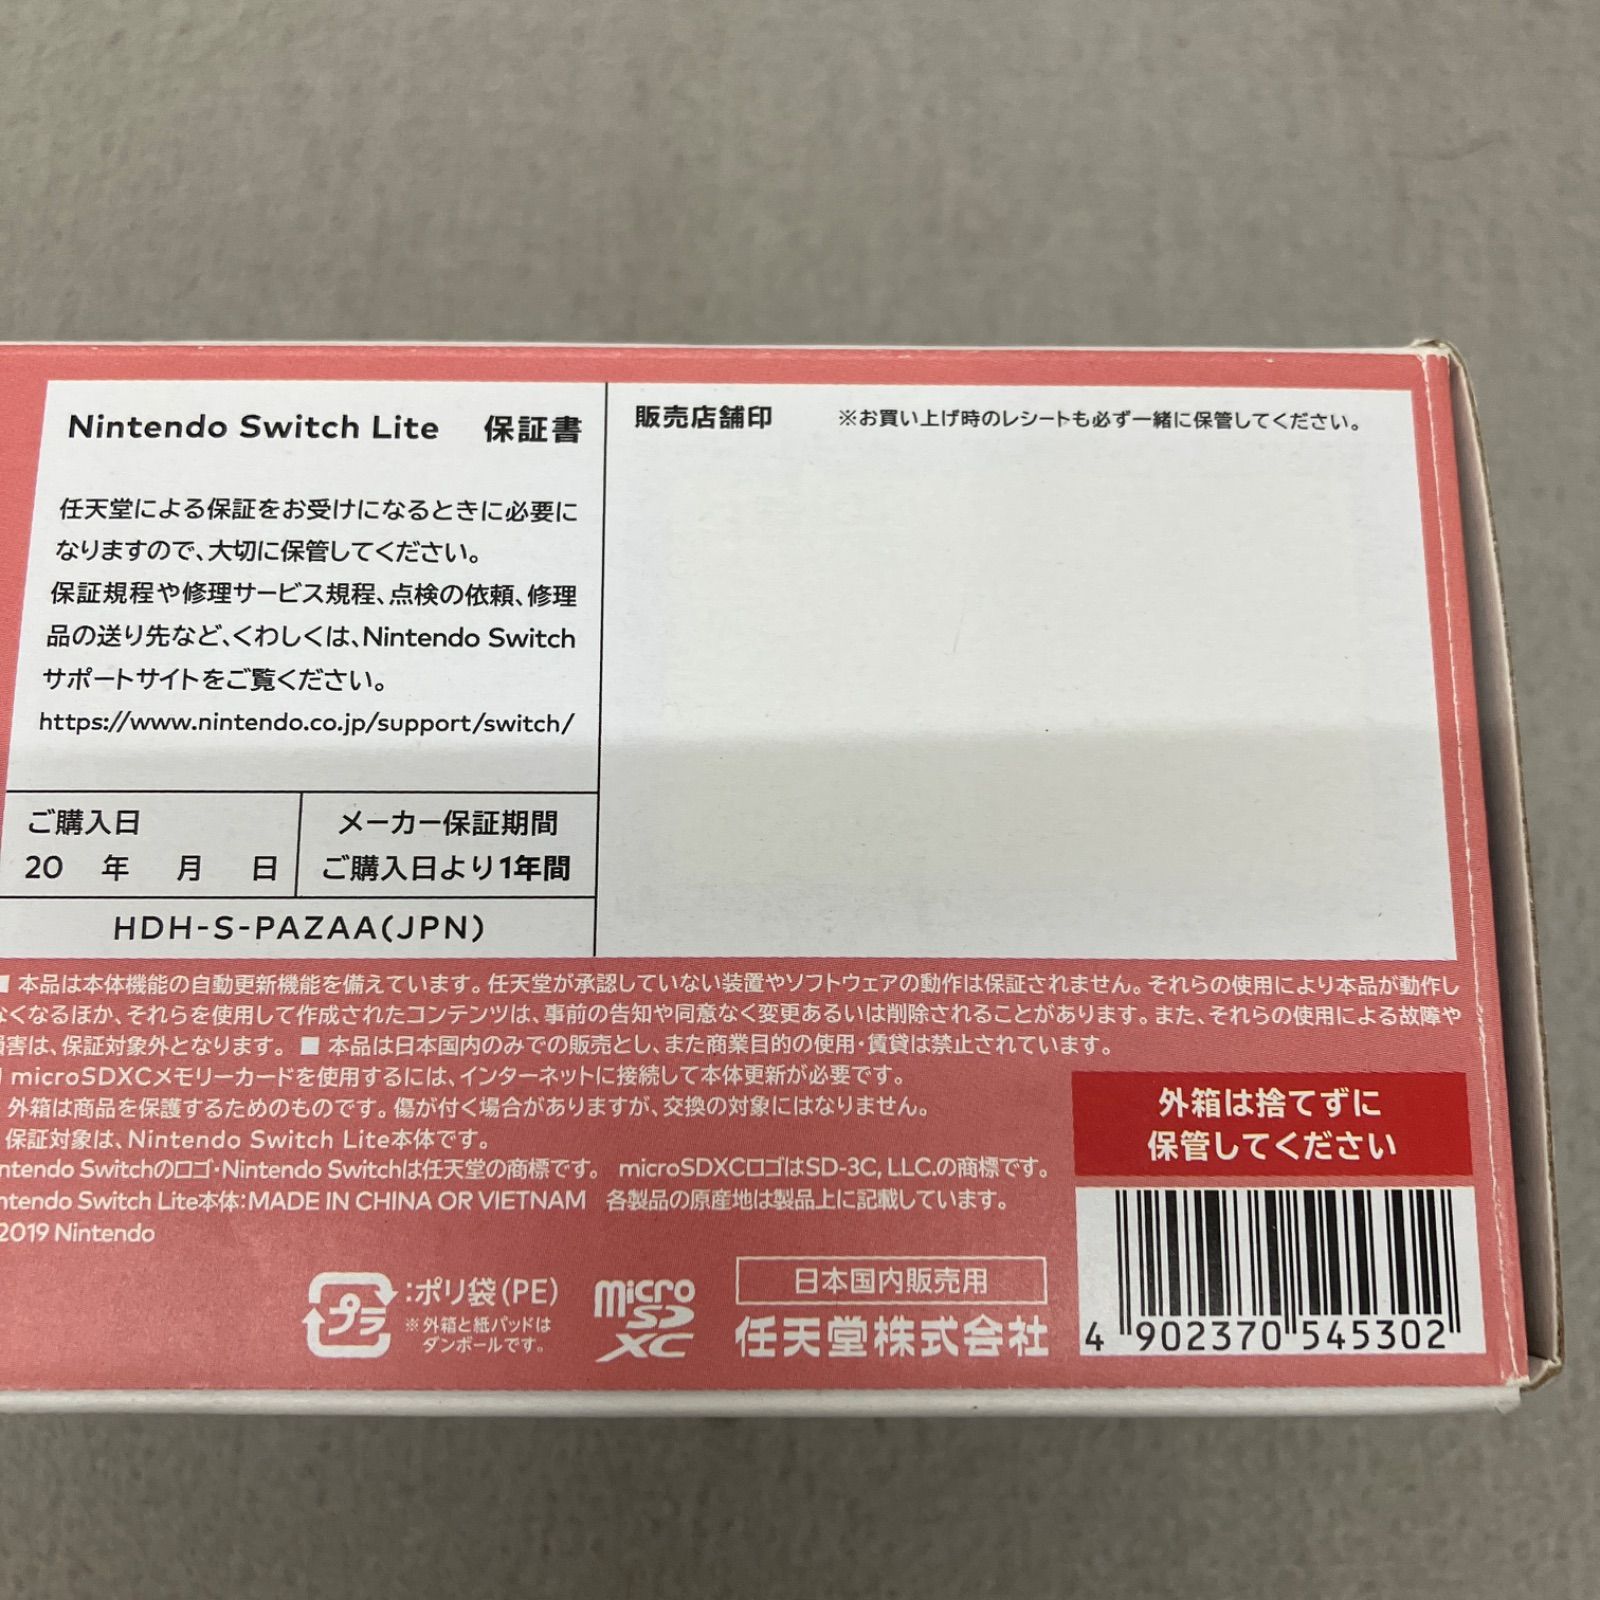 Nintendo Switch Lite 保証書
任天堂による保証をお受けになるときに必要に
なりますので、大切に保管してください。
保証規程や修理サービス規程、点検の依頼、修理
品の送り先など、くわしくは、Nintendo Switch
サポートサイトをご覧ください。
https://www.nintendo.co.jp/support/switch/
ご購入日
20 年 月 日
メーカー保証期間
ご購入日より1年間
HDH-S-PAZAA(JPN)
販売店舗印 ※お買い上げ時のレシートも必ず一緒に保管してください。
■ 本品は本体機能の自動更新機能を備えています。任天堂が承認していない装置やソフトウェアの動作は保証されません。それらの使用により本品が動作し
なくなるほか、それらを使用して作成されたコンテンツは、事前の告知や同意なく変更あるいは削除されることがあります。また、それらの使用による故障や
損害は、保証対象外となります。 ■ 本品は日本国内のみでの販売とし、また商業目的の使用・賃貸は禁止されています。
microSDXCメモリーカードを使用するには、インターネットに接続して本体更新が必要です。
外箱は商品を保護するためのものです。傷が付く場合がありますが、交換の対象にはなりません。
保証対象は、Nintendo Switch Lite本体です。
ntendo Switchのロゴ・Nintendo Switchは任天堂の商標です。 microSDXCロゴはSD-3C, LLC.の商標です。
ntendo Switch Lite本体：MADE IN CHINA OR VIETNAM 各製品の原産地は製品上に記載しています。
2019 Nintendo
外箱は捨てずに
保管してください
プラ
:ポリ袋(PE)
※外箱と紙パッドは
ダンボールです。
micro
SD
XC
日本国内販売用
任天堂株式会社
4 902370 545302